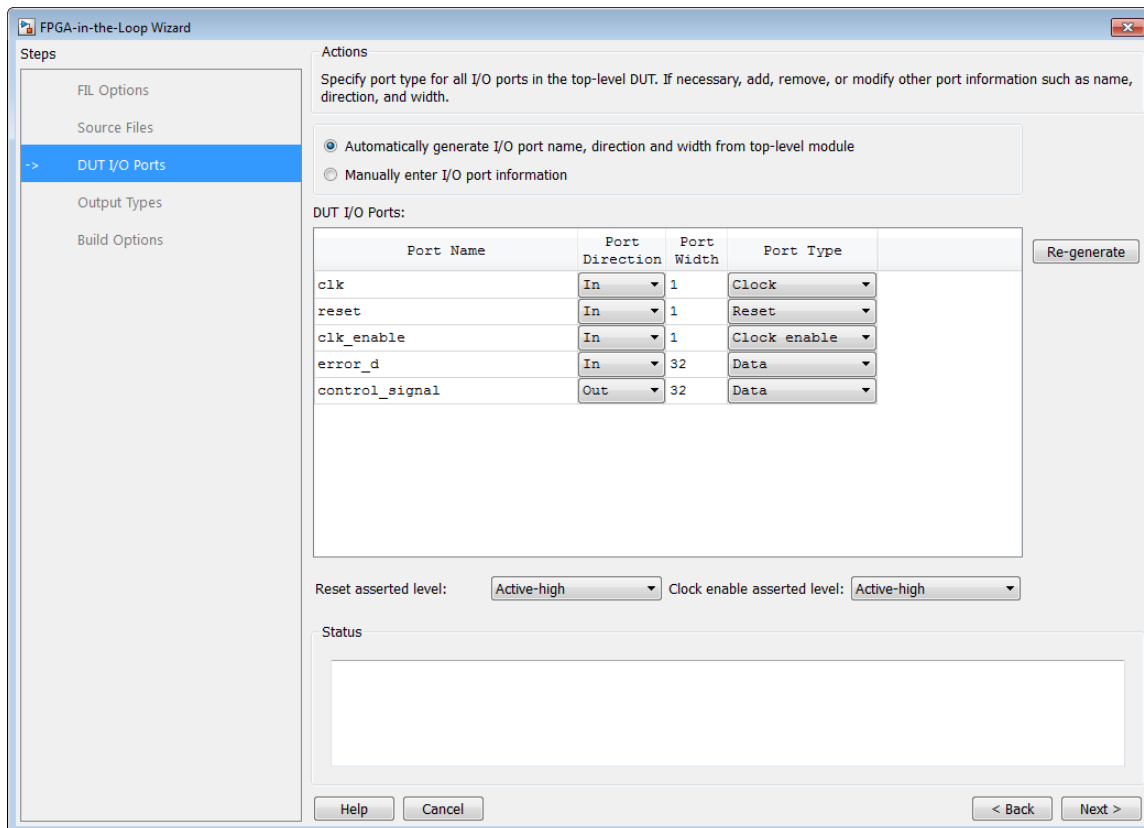 FPGA-in-the-Loop Wizard
Steps
FIL Options
Source Files
-> DUT I/O Ports
Output Types
Build Options
Actions
Specify port type for all I/O ports in the top-level DUT. If necessary, add, remove, or modify other port information such as name,
direction, and width.
Automatically generate I/O port name, direction and width from top-level module
Manually enter I/O port information
DUT I/O Ports:
Port Name Port Direction Port Width Port Type
clk In 1 Clock
reset In 1 Reset
clk_enable In 1 Clock enable
error_d In 32 Data
control_signal Out 32 Data
Re-generate
Reset asserted level: Active-high Clock enable asserted level: Active-high
Status
Help Cancel < Back Next >